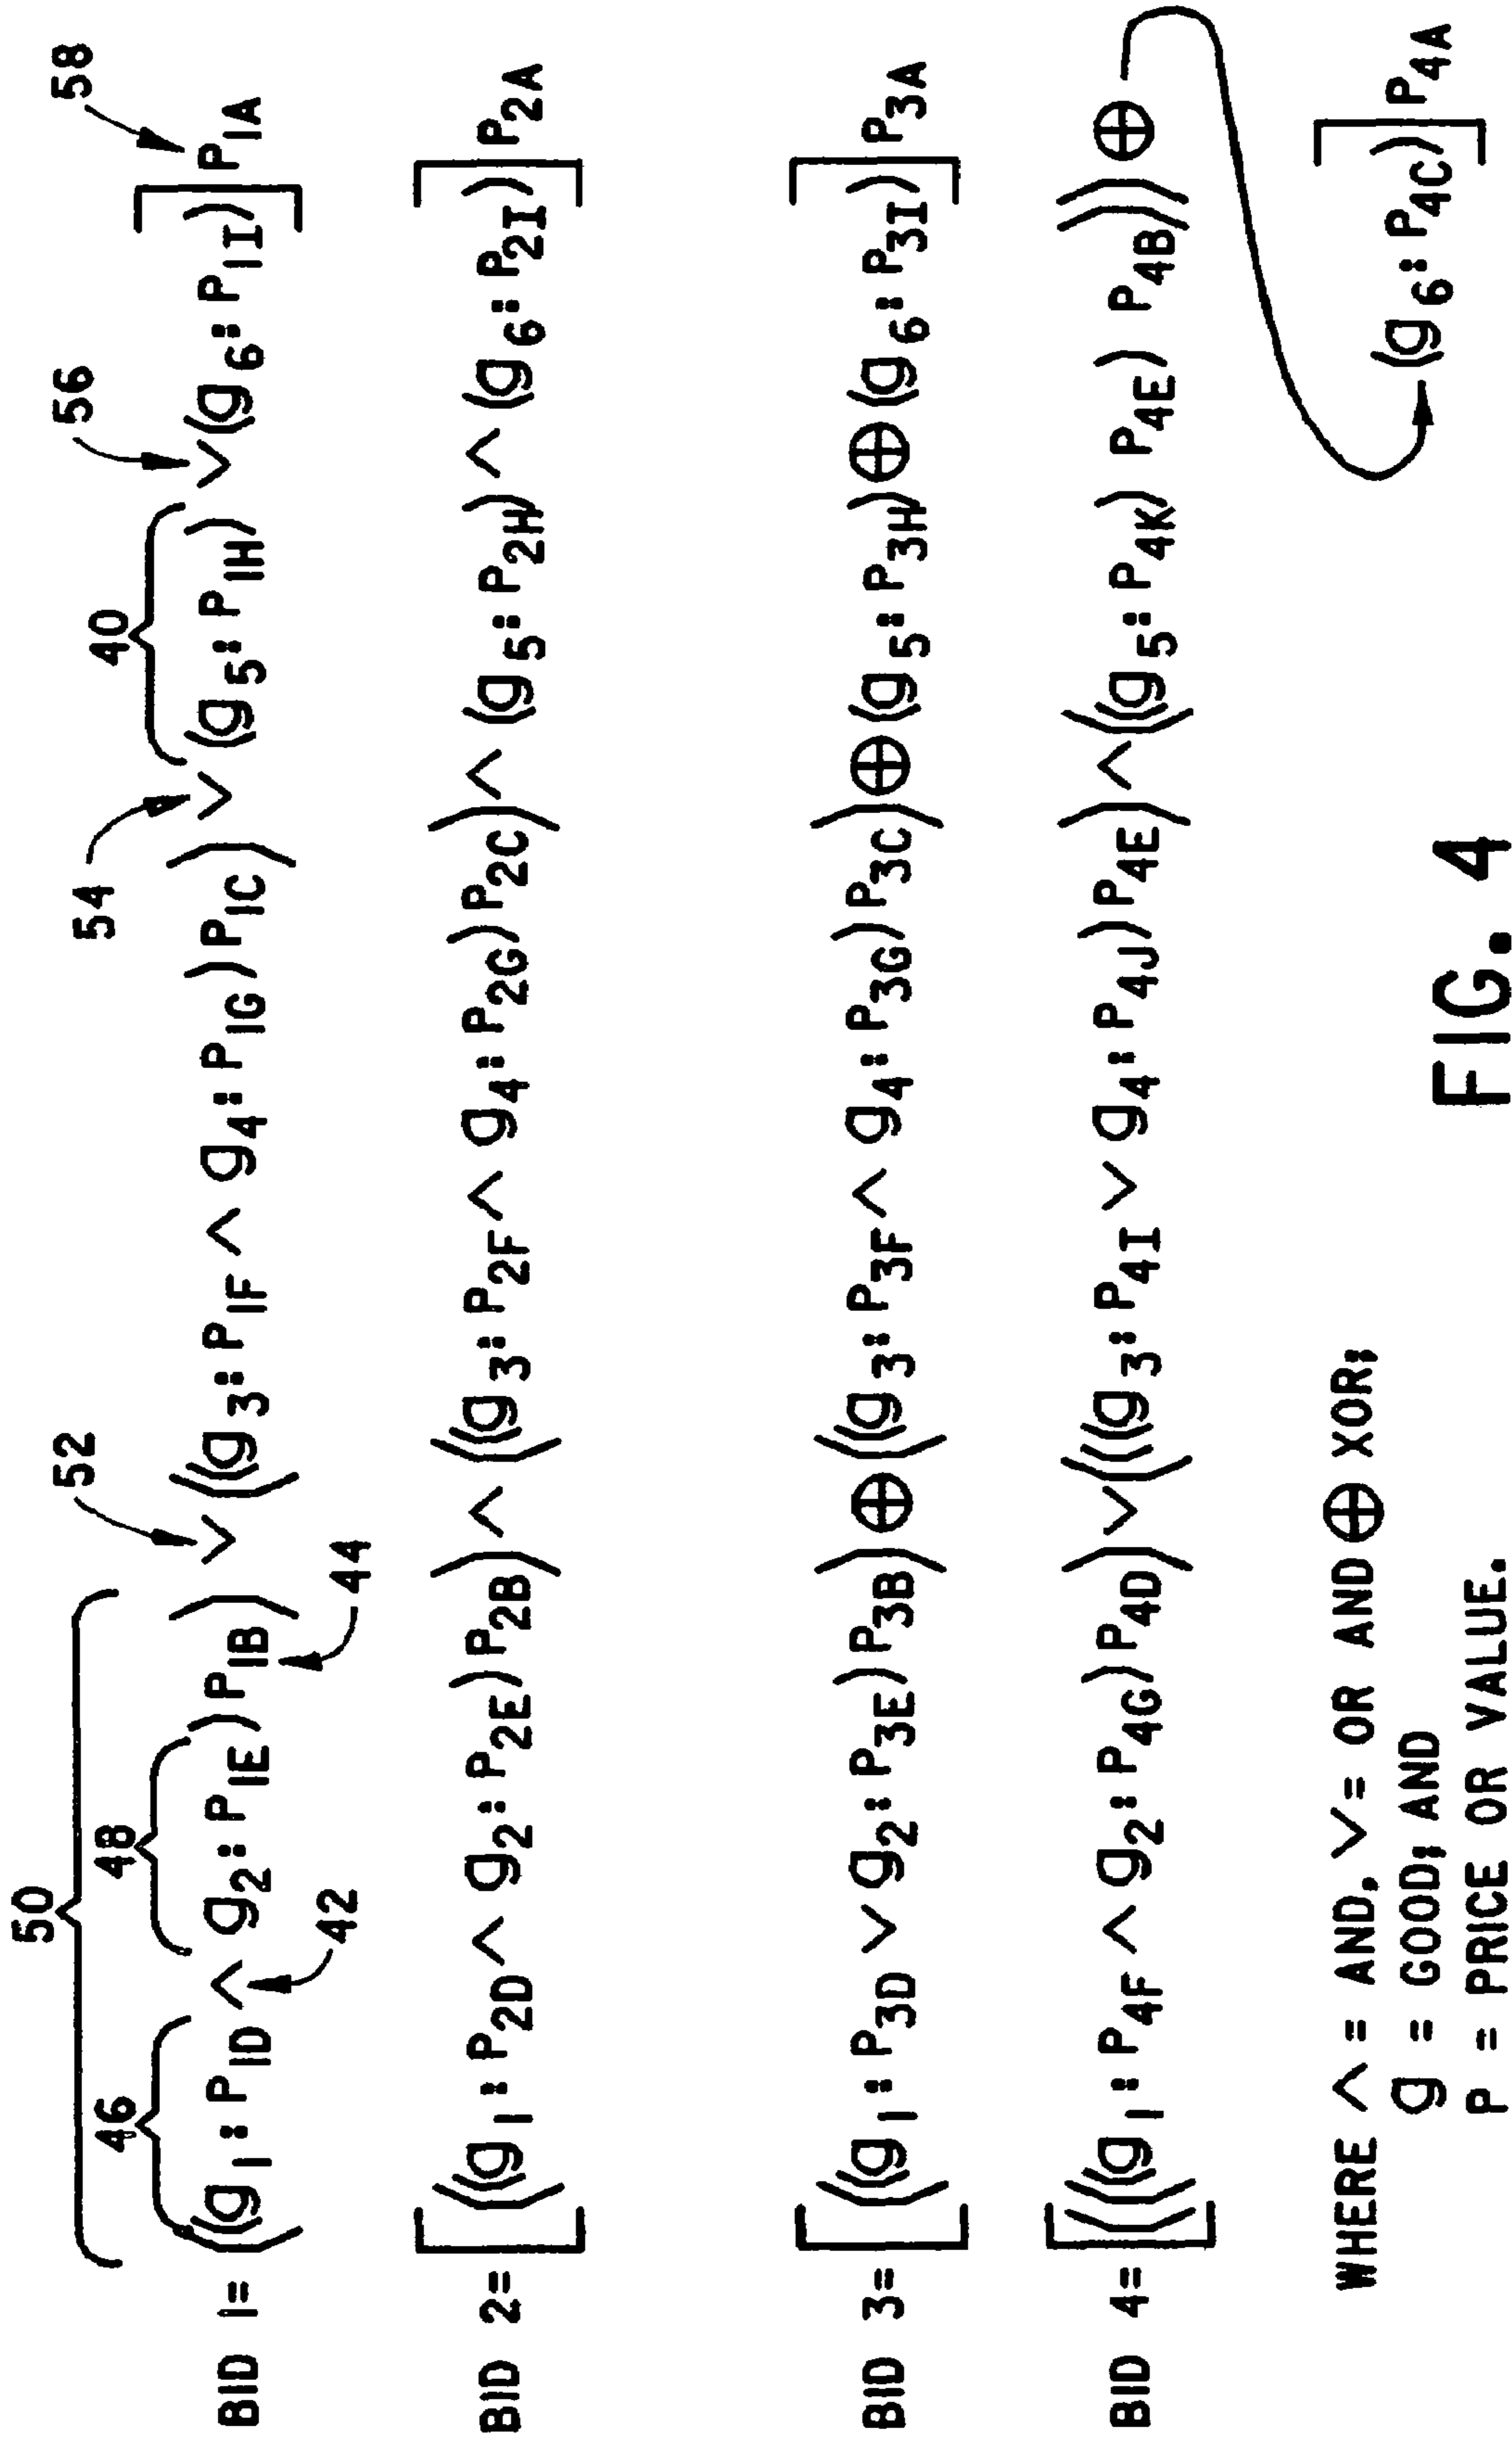 50
46 48 52 54 40 56 58
BID 1= ((g₁:P₁D ∧ g₂:P₁E)P₁B) ∨ ((g₃:P₁F ∧ g₄:P₁G)P₁C) ∨ (g₅:P₁H) ∨ (g₆:P₁I)] P₁A
42 44
BID 2= [((g₁:P₂D ∧ g₂:P₂E)P₂B) ∧ ((g₃:P₂F ∧ g₄:P₂G)P₂C) ∧ (g₅:P₂H) ∧ (g₆:P₂I)] P₂A
BID 3= [((g₁:P₃D ∨ g₂:P₃E)P₃B) ⊕ ((g₃:P₃F ∧ g₄:P₃G)P₃C) ⊕ (g₅:P₃H) ⊕ (g₆:P₃I)] P₃A
BID 4= [(((g₁:P₄F ∧ g₂:P₄G)P₄D) ∨ (((g₃:P₄I ∨ g₄:P₄J)P₄E) ∧ ((g₅:P₄K) P₄E) P₄B)) ⊕
(g₆:P₄C)] P₄A
WHERE ∧ = AND, ∨ = OR AND ⊕ XOR;
g = GOOD; AND
P = PRICE OR VALUE.
FIG. 4